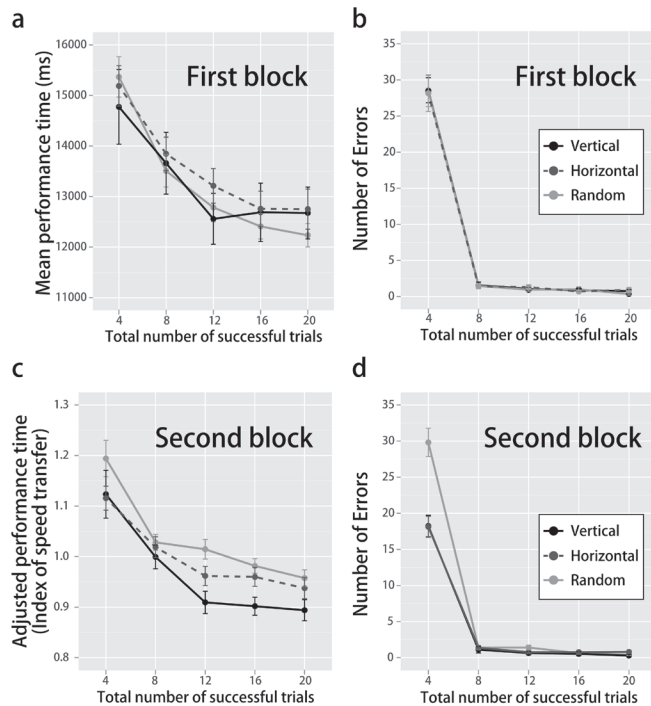 a
16000
15000
14000
13000
12000
11000
Mean performance time (ms)
First block
4 8 12 16 20
Total number of successful trials
b
35
30
25
20
15
10
5
0
Number of Errors
First block
Vertical
Horizontal
Random
4 8 12 16 20
Total number of successful trials
c
1.3
1.2
1.1
1.0
0.9
0.8
Adjusted performance time
(Index of speed transfer)
Second block
4 8 12 16 20
Total number of successful trials
d
35
30
25
20
15
10
5
0
Number of Errors
Second block
Vertical
Horizontal
Random
4 8 12 16 20
Total number of successful trials